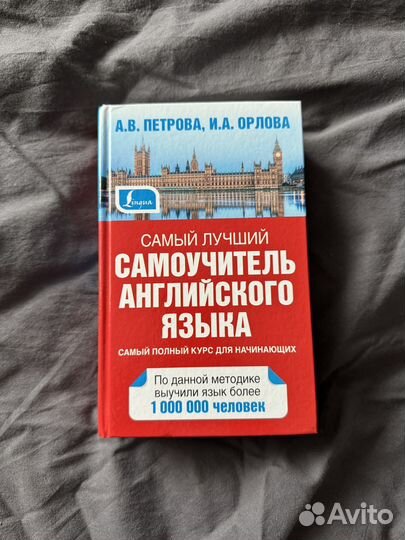 А.В. ПЕТРОВА, И.А. ОРЛОВА
Lingua
САМЫЙ ЛУЧШИЙ
САМОУЧИТЕЛЬ
АНГЛИЙСКОГО
ЯЗЫКА
САМЫЙ ПОЛНЫЙ КУРС ДЛЯ НАЧИНАЮЩИХ
По данной методике
выучили язык более
1 000 000 человек
Avito